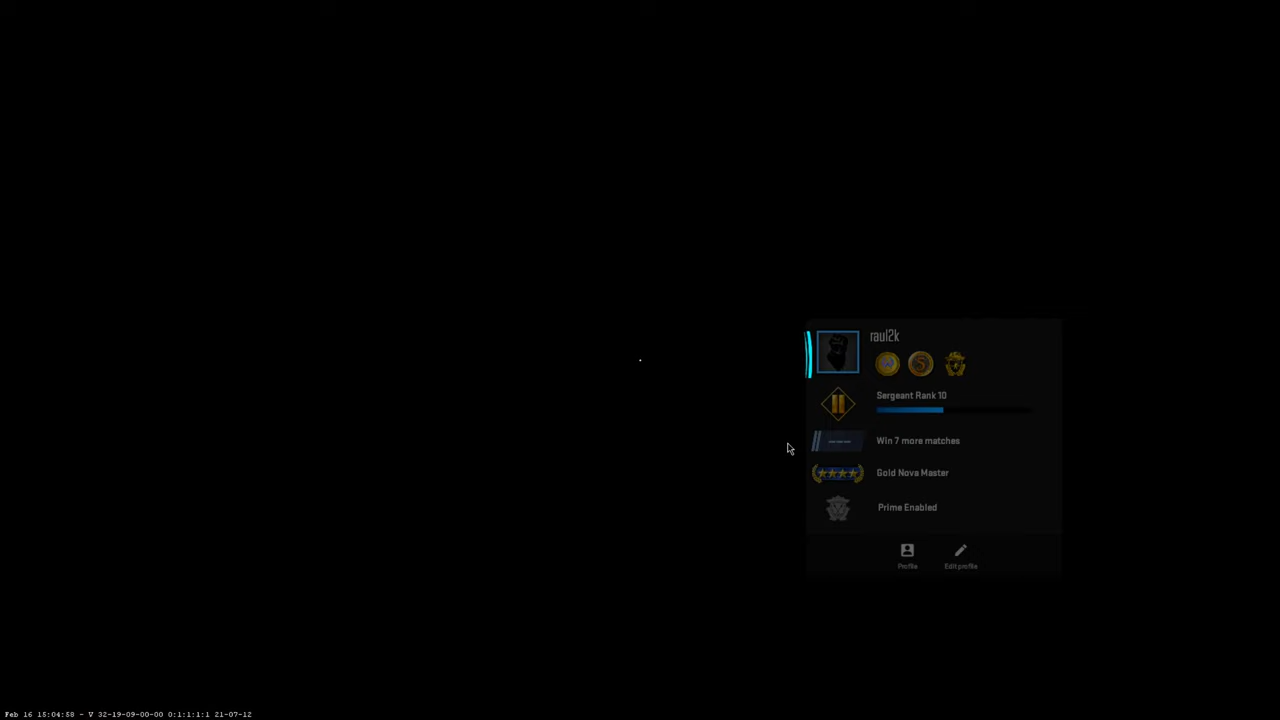 raul2k
Sergeant Rank 10
Win 7 more matches
Gold Nova Master
Prime Enabled
Profile
Edit profile
Feb 16 15:04:58 - V 32-19-09-00-00 0:1:1:1:1 21-07-12